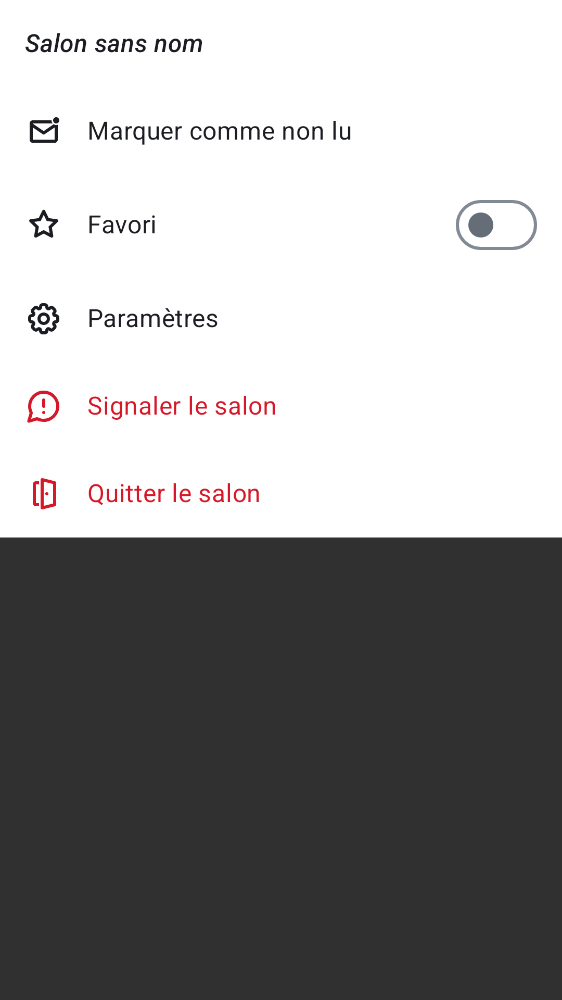 Salon sans nom
Marquer comme non lu
Favori
Paramètres
Signaler le salon
Quitter le salon